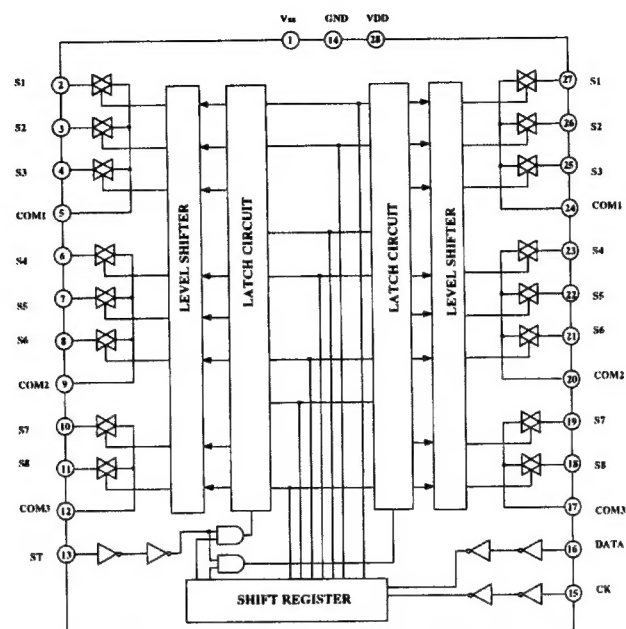 Vss GND VDD
1 14 28
S1 2 27 S1
S2 3 26 S2
S3 4 25 S3
COM1 5 24 COM1
S4 6 23 S4
S5 7 22 S5
S6 8 21 S6
COM2 9 20 COM2
S7 10 19 S7
S8 11 18 S8
COM3 12 17 COM3
ST 13 16 DATA
15 CK
LEVEL SHIFTER
LATCH CIRCUIT
LATCH CIRCUIT
LEVEL SHIFTER
SHIFT REGISTER